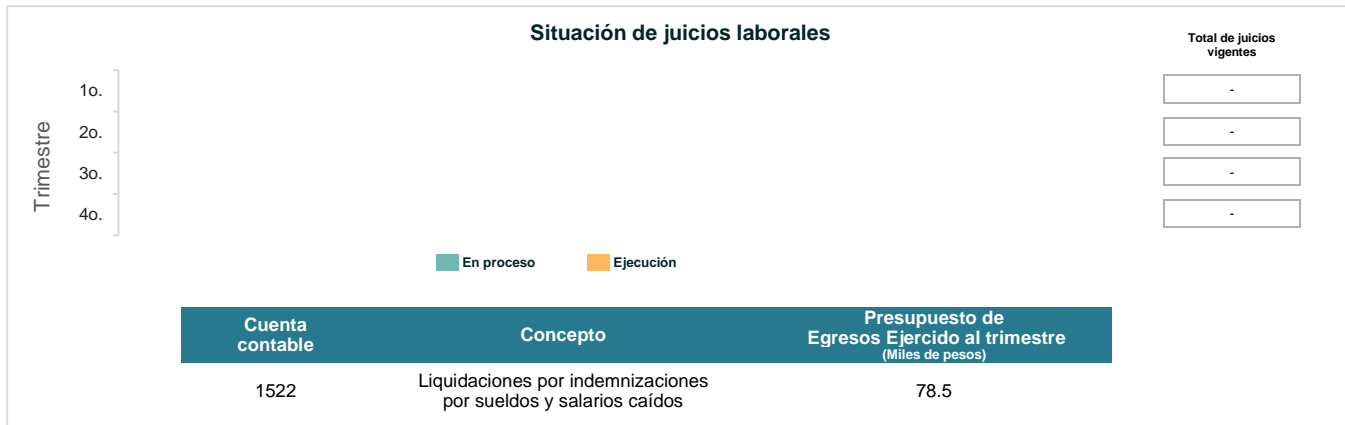 Situación de juicios laborales
Total de juicios
vigentes
Trimestre
1o.
-
2o.
-
3o.
-
4o.
-
En proceso
Ejecución
Cuenta
contable
Concepto
Presupuesto de
Egresos Ejercido al trimestre
(Miles de pesos)
1522
Liquidaciones por indemnizaciones
por sueldos y salarios caídos
78.5